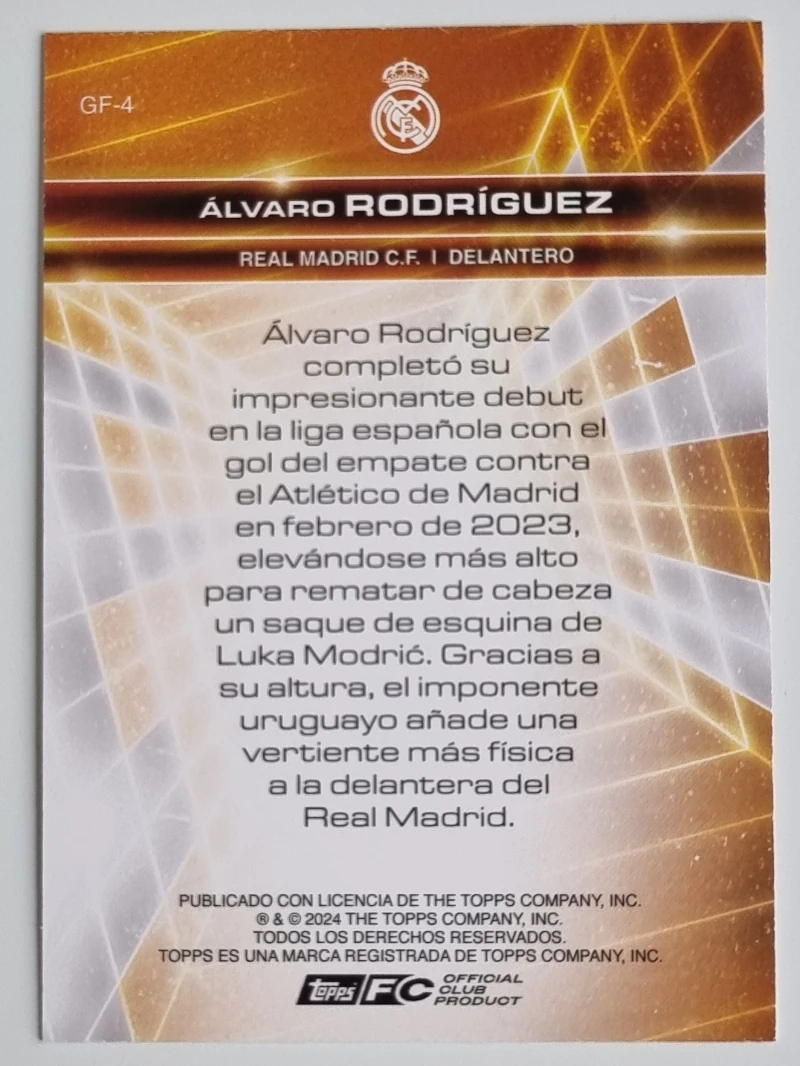 GF-4
ÁLVARO RODRÍGUEZ
REAL MADRID C.F. | DELANTERO
Álvaro Rodríguez
completó su
impresionante debut
en la liga española con el
gol del empate contra
el Atlético de Madrid
en febrero de 2023,
elevándose más alto
para rematar de cabeza
un saque de esquina de
Luka Modrić. Gracias a
su altura, el imponente
uruguayo añade una
vertiente más física
a la delantera del
Real Madrid.
PUBLICADO CON LICENCIA DE THE TOPPS COMPANY, INC.
® & © 2024 THE TOPPS COMPANY, INC.
TODOS LOS DERECHOS RESERVADOS.
TOPPS ES UNA MARCA REGISTRADA DE TOPPS COMPANY, INC.
topps FC OFFICIAL
CLUB
PRODUCT